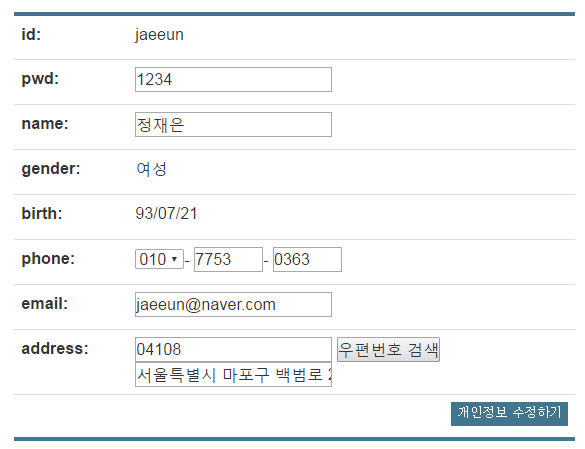 id: jaeeun
pwd: 1234
name: 정재은
gender: 여성
birth: 93/07/21
phone: 010 - 7753 - 0363
email: jaeeun@naver.com
address: 04108 우편번호 검색
서울특별시 마포구 백범로
개인정보 수정하기